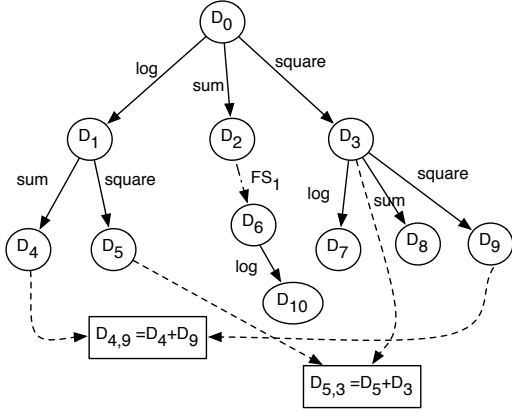 D0
log
sum
square
D1
D2
D3
sum
square
FS1
log
sum
square
D4
D5
D6
D7
D8
D9
log
D10
D4,9 =D4+D9
D5,3 =D5+D3